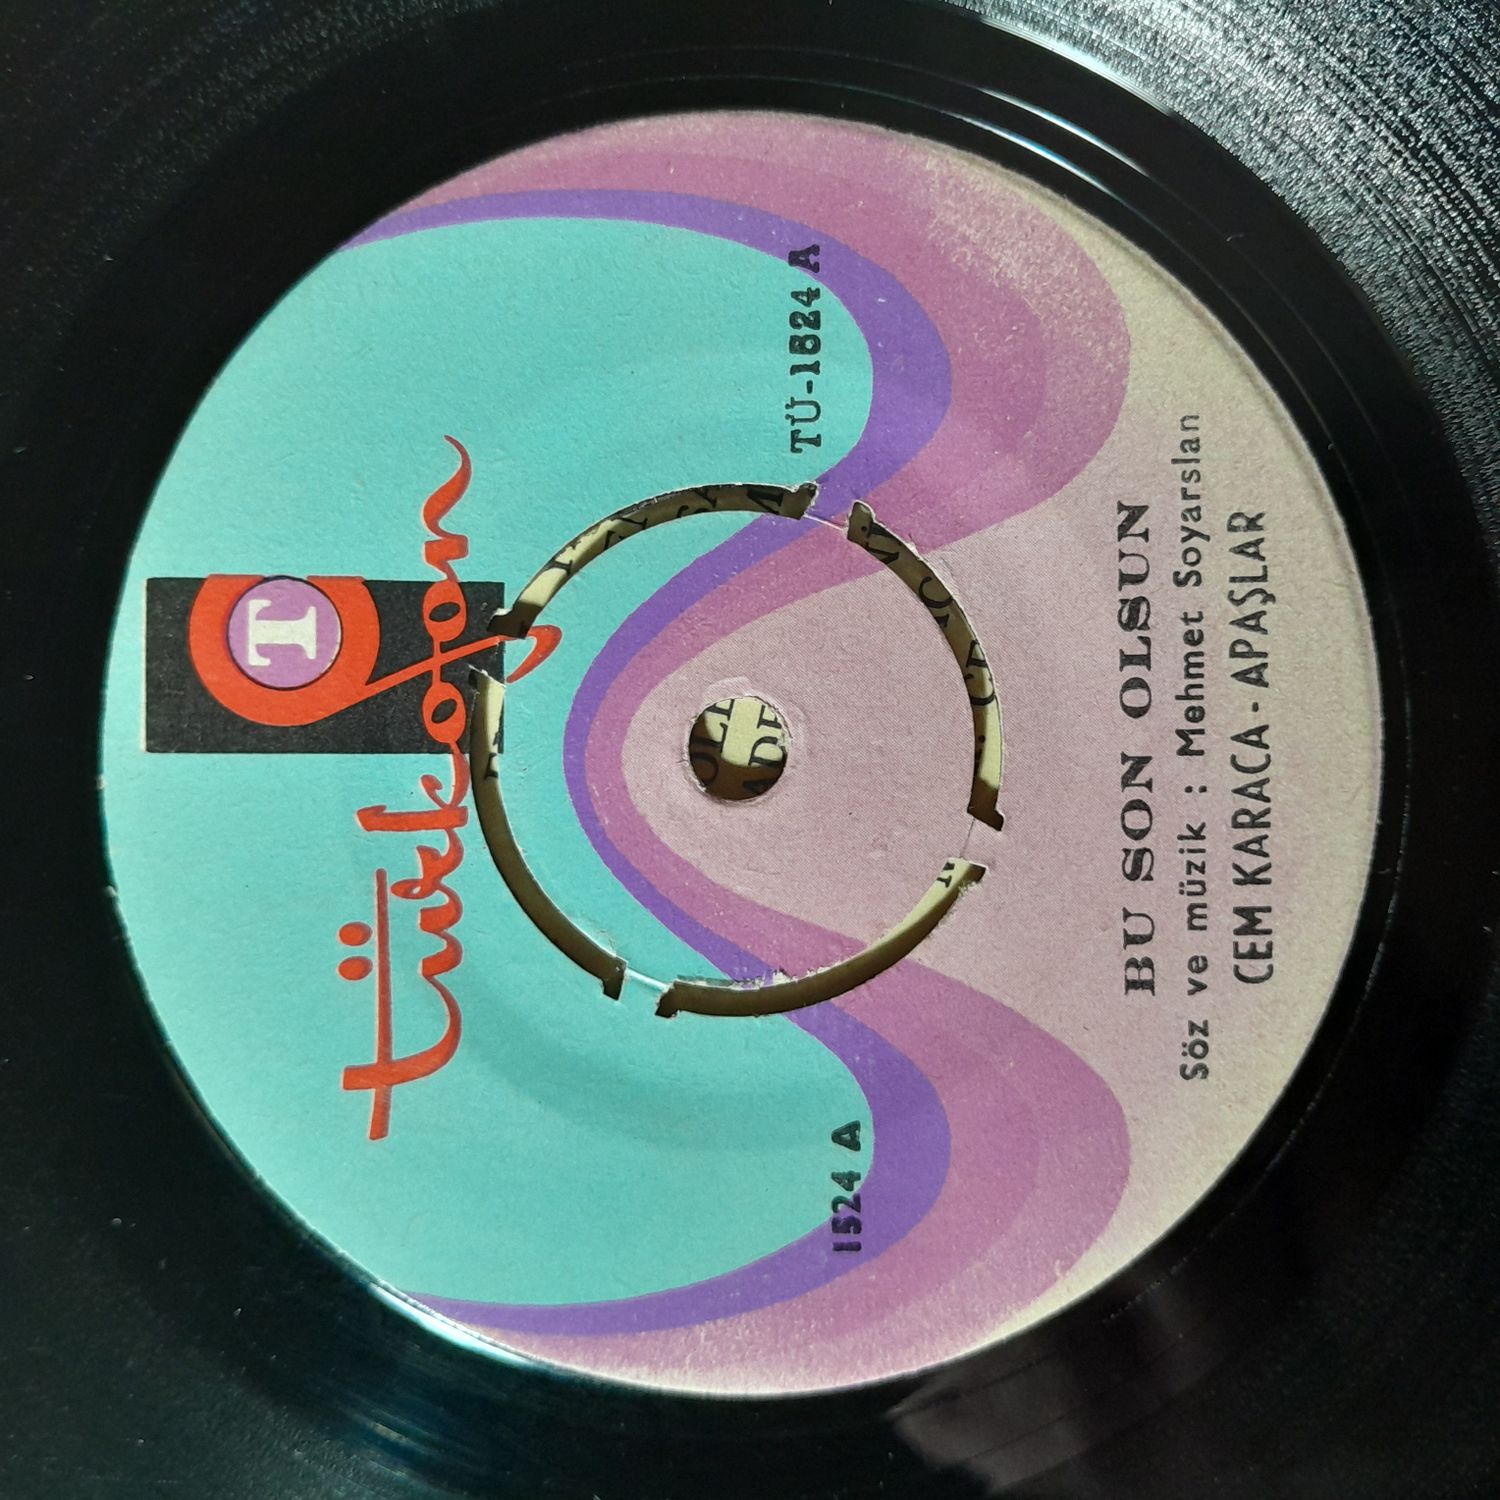 T
türkofon
TÜ-1524 A
1524 A
BU SON OLSUN
Söz ve müzik : Mehmet Soyarslan
CEM KARACA - APAŞLAR